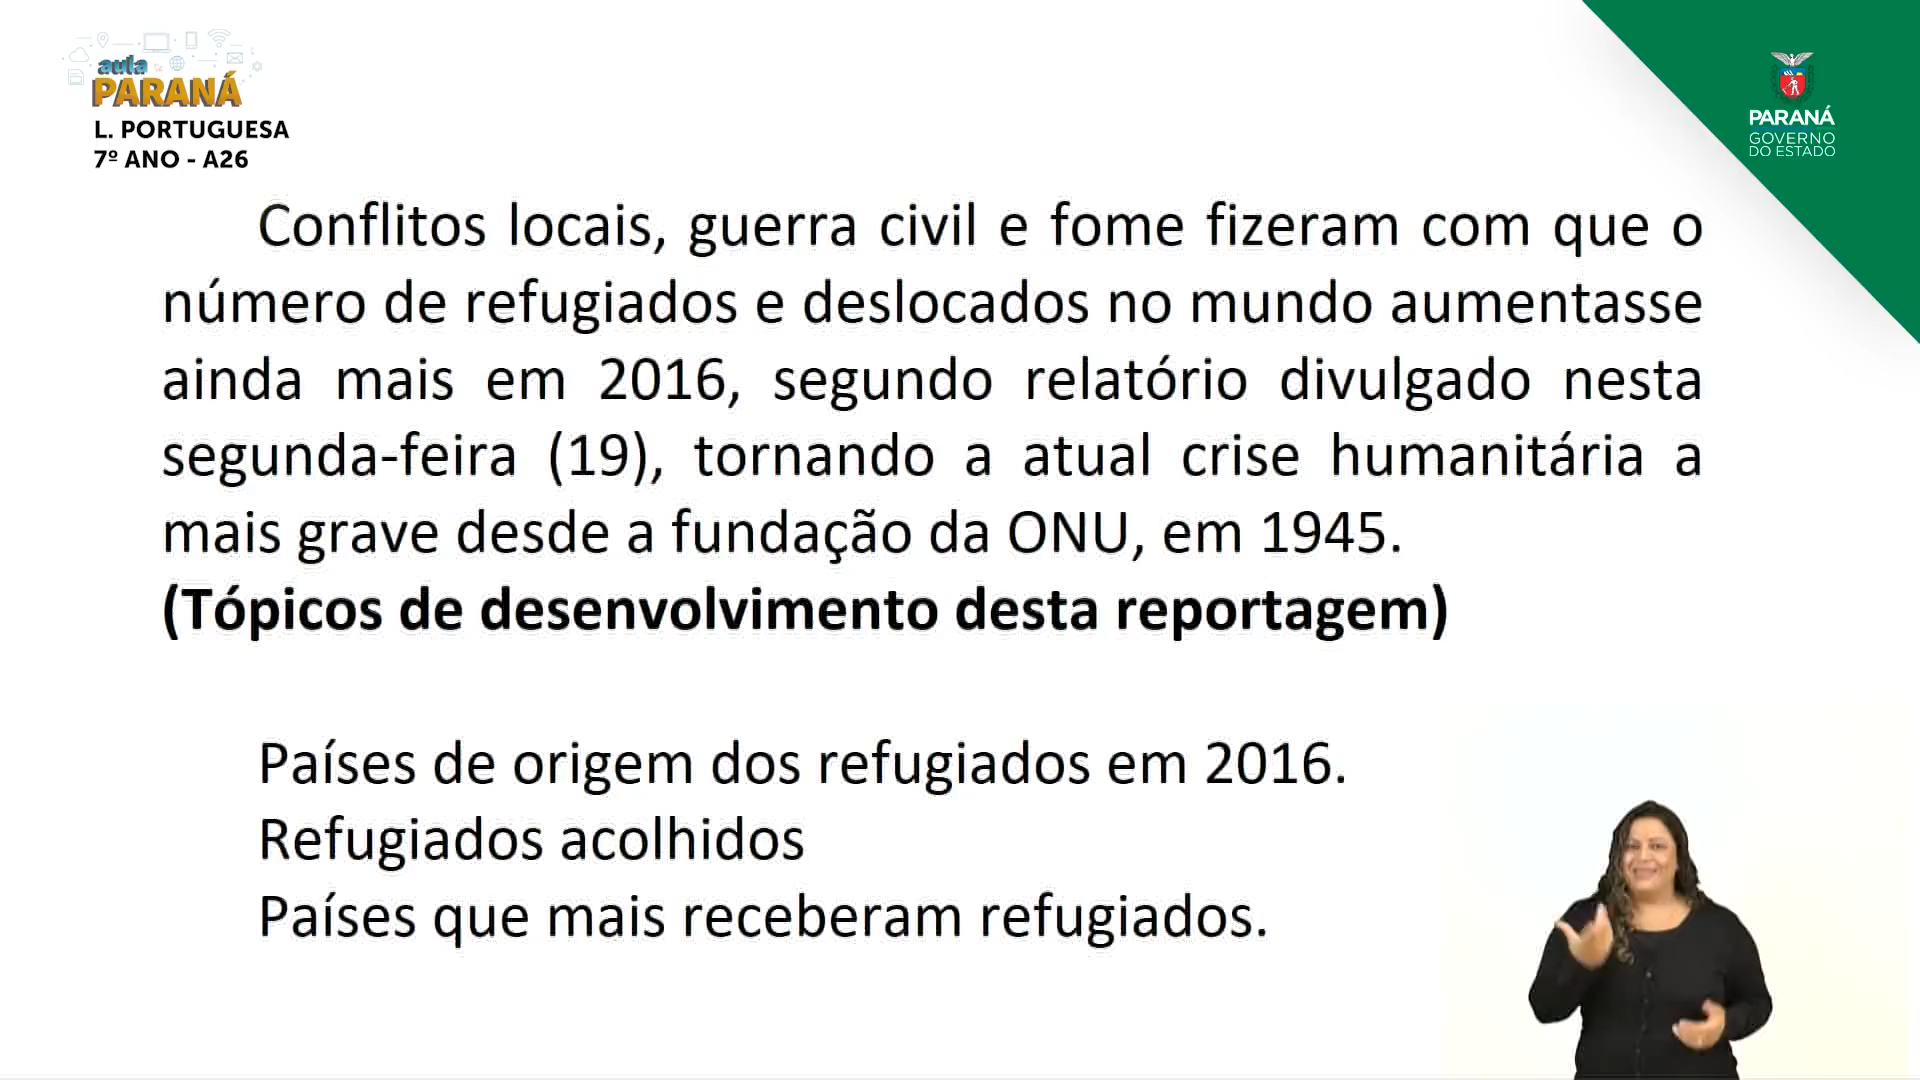 aula
PARANÁ
L. PORTUGUESA
7º ANO - A26
PARANÁ
GOVERNO
DO ESTADO
Conflitos locais, guerra civil e fome fizeram com que o
número de refugiados e deslocados no mundo aumentasse
ainda mais em 2016, segundo relatório divulgado nesta
segunda-feira (19), tornando a atual crise humanitária a
mais grave desde a fundação da ONU, em 1945.
(Tópicos de desenvolvimento desta reportagem)
Países de origem dos refugiados em 2016.
Refugiados acolhidos
Países que mais receberam refugiados.